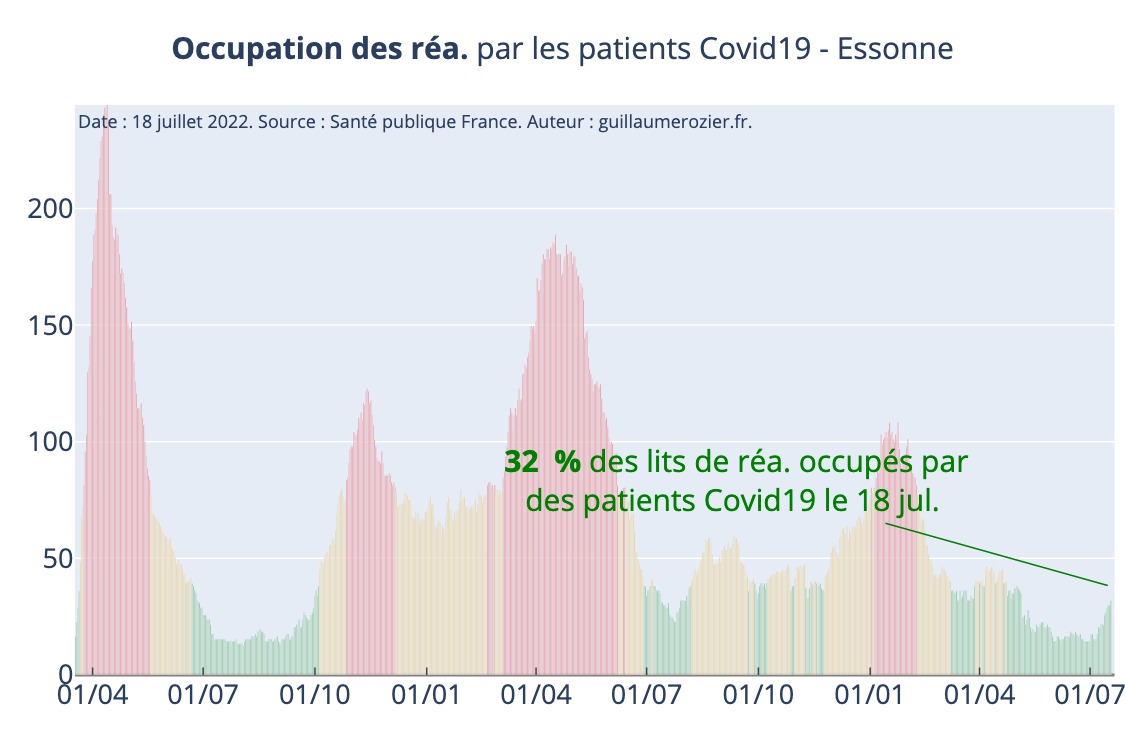 Occupation des réa. par les patients Covid19 - Essonne
Date : 18 juillet 2022. Source : Santé publique France. Auteur : guillaumerozier.fr.
200
150
100
50
0
32 % des lits de réa. occupés par
des patients Covid19 le 18 jul.
01/04 01/07 01/10 01/01 01/04 01/07 01/10 01/01 01/04 01/07